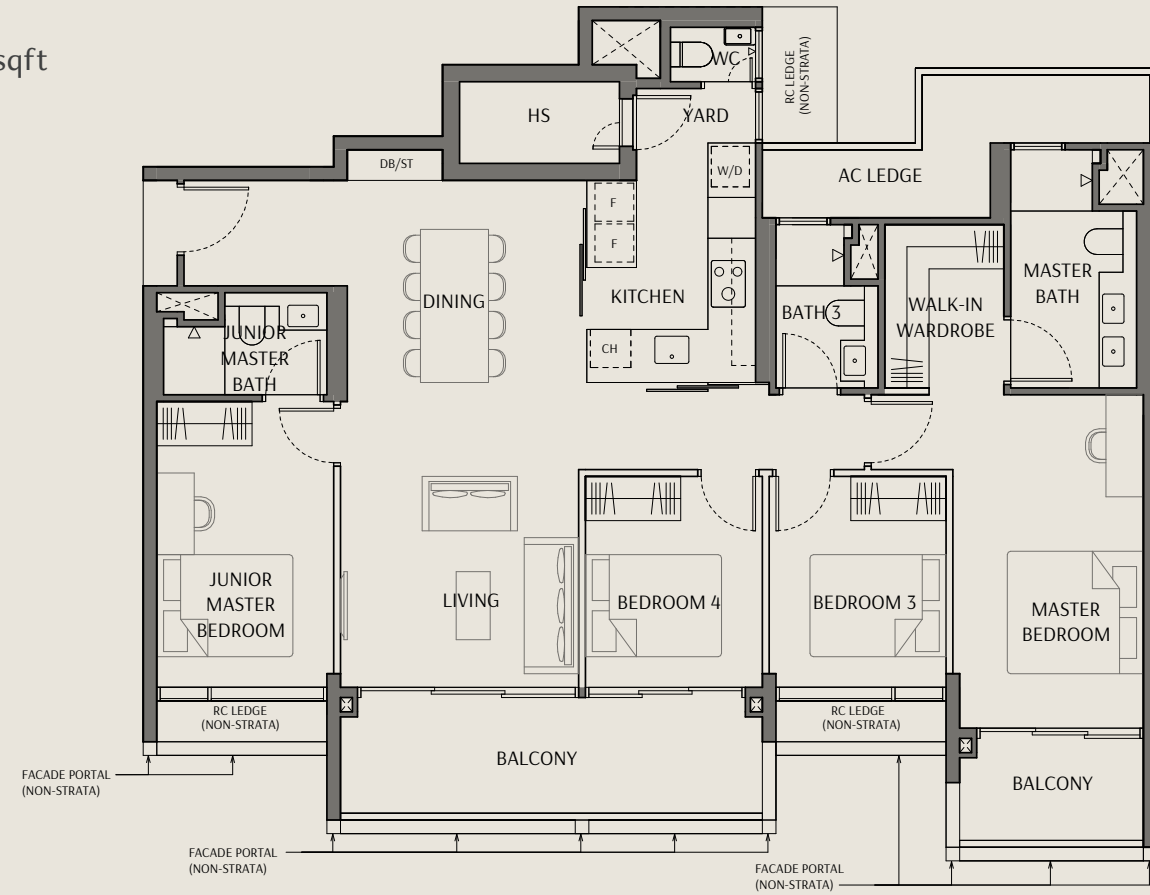 sqft
WC
RC LEDGE
(NON-STRATA)
HS
YARD
DB/ST
W/D
AC LEDGE
F
F
DINING
KITCHEN
BATH 3
WALK-IN
WARDROBE
MASTER
BATH
JUNIOR
MASTER
BATH
CH
JUNIOR
MASTER
BEDROOM
LIVING
BEDROOM 4
BEDROOM 3
MASTER
BEDROOM
RC LEDGE
(NON-STRATA)
RC LEDGE
(NON-STRATA)
BALCONY
BALCONY
FACADE PORTAL
(NON-STRATA)
FACADE PORTAL
(NON-STRATA)
FACADE PORTAL
(NON-STRATA)